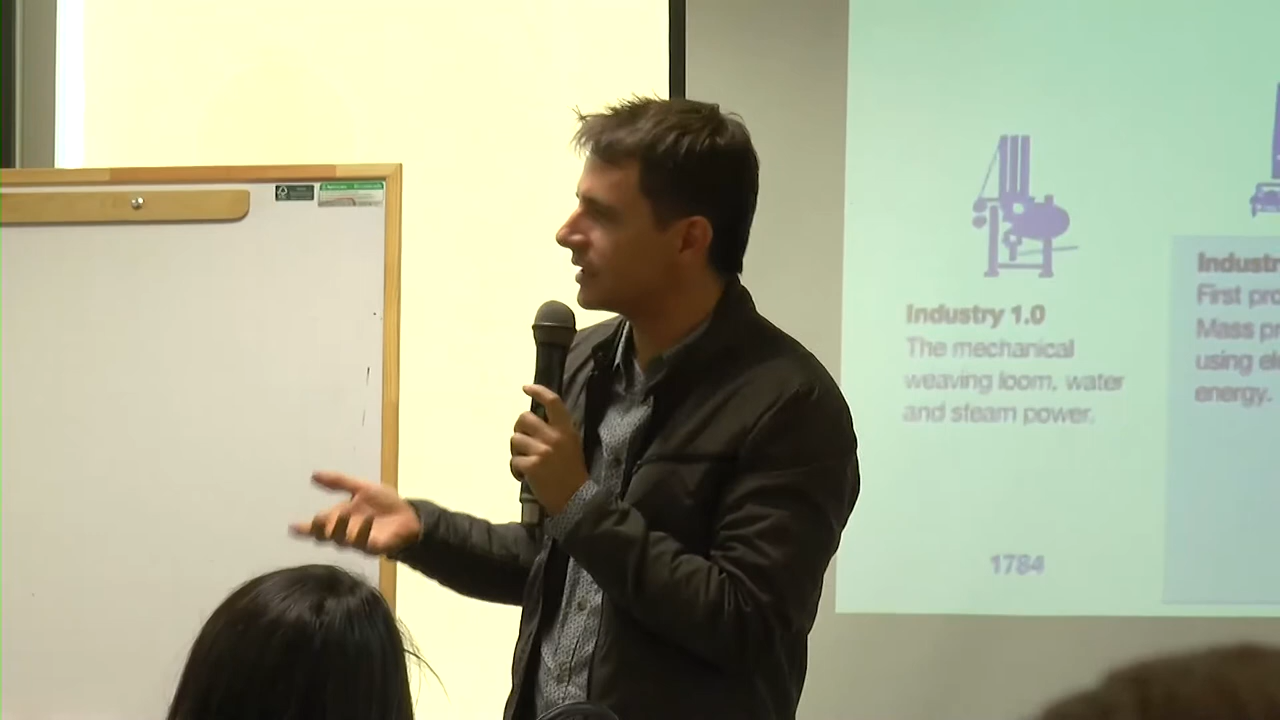 Industry 1.0
The mechanical
weaving loom, water
and steam power.
1784
Industr
First pro
Mass p
using el
energy.